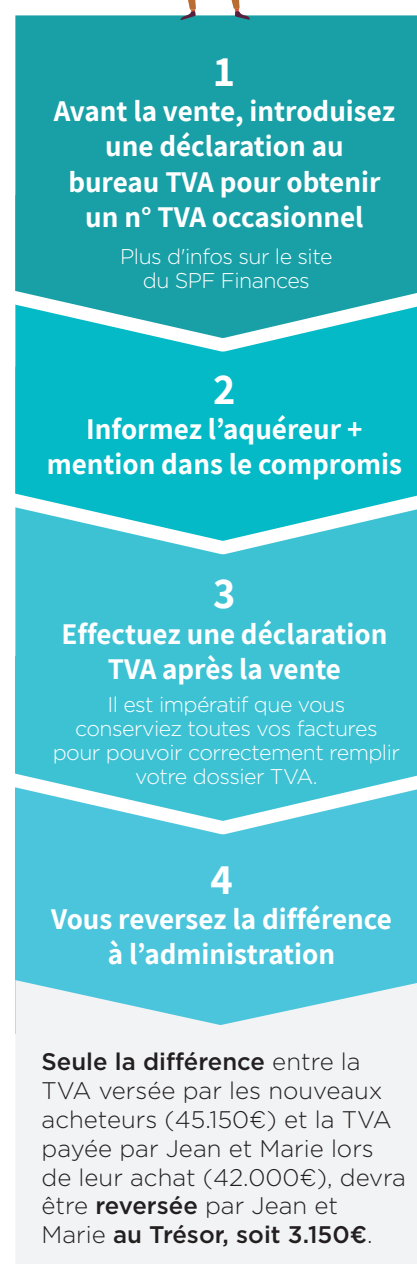 1
Avant la vente, introduisez
une déclaration au
bureau TVA pour obtenir
un n° TVA occasionnel
Plus d'infos sur le site
du SPF Finances
2
Informez l’aquéreur +
mention dans le compromis
3
Effectuez une déclaration
TVA après la vente
Il est impératif que vous
conserviez toutes vos factures
pour pouvoir correctement remplir
votre dossier TVA.
4
Vous reversez la différence
à l’administration
Seule la différence entre la
TVA versée par les nouveaux
acheteurs (45.150€) et la TVA
payée par Jean et Marie lors
de leur achat (42.000€), devra
être reversée par Jean et
Marie au Trésor, soit 3.150€.